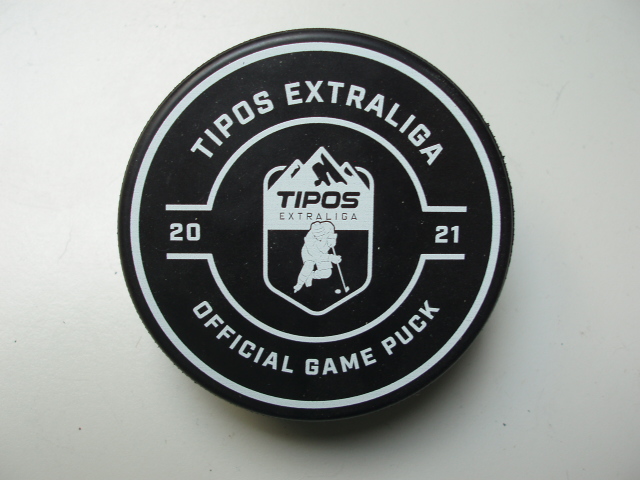 TIPOS EXTRALIGA
TIPOS
EXTRALIGA
20 21
OFFICIAL GAME PUCK